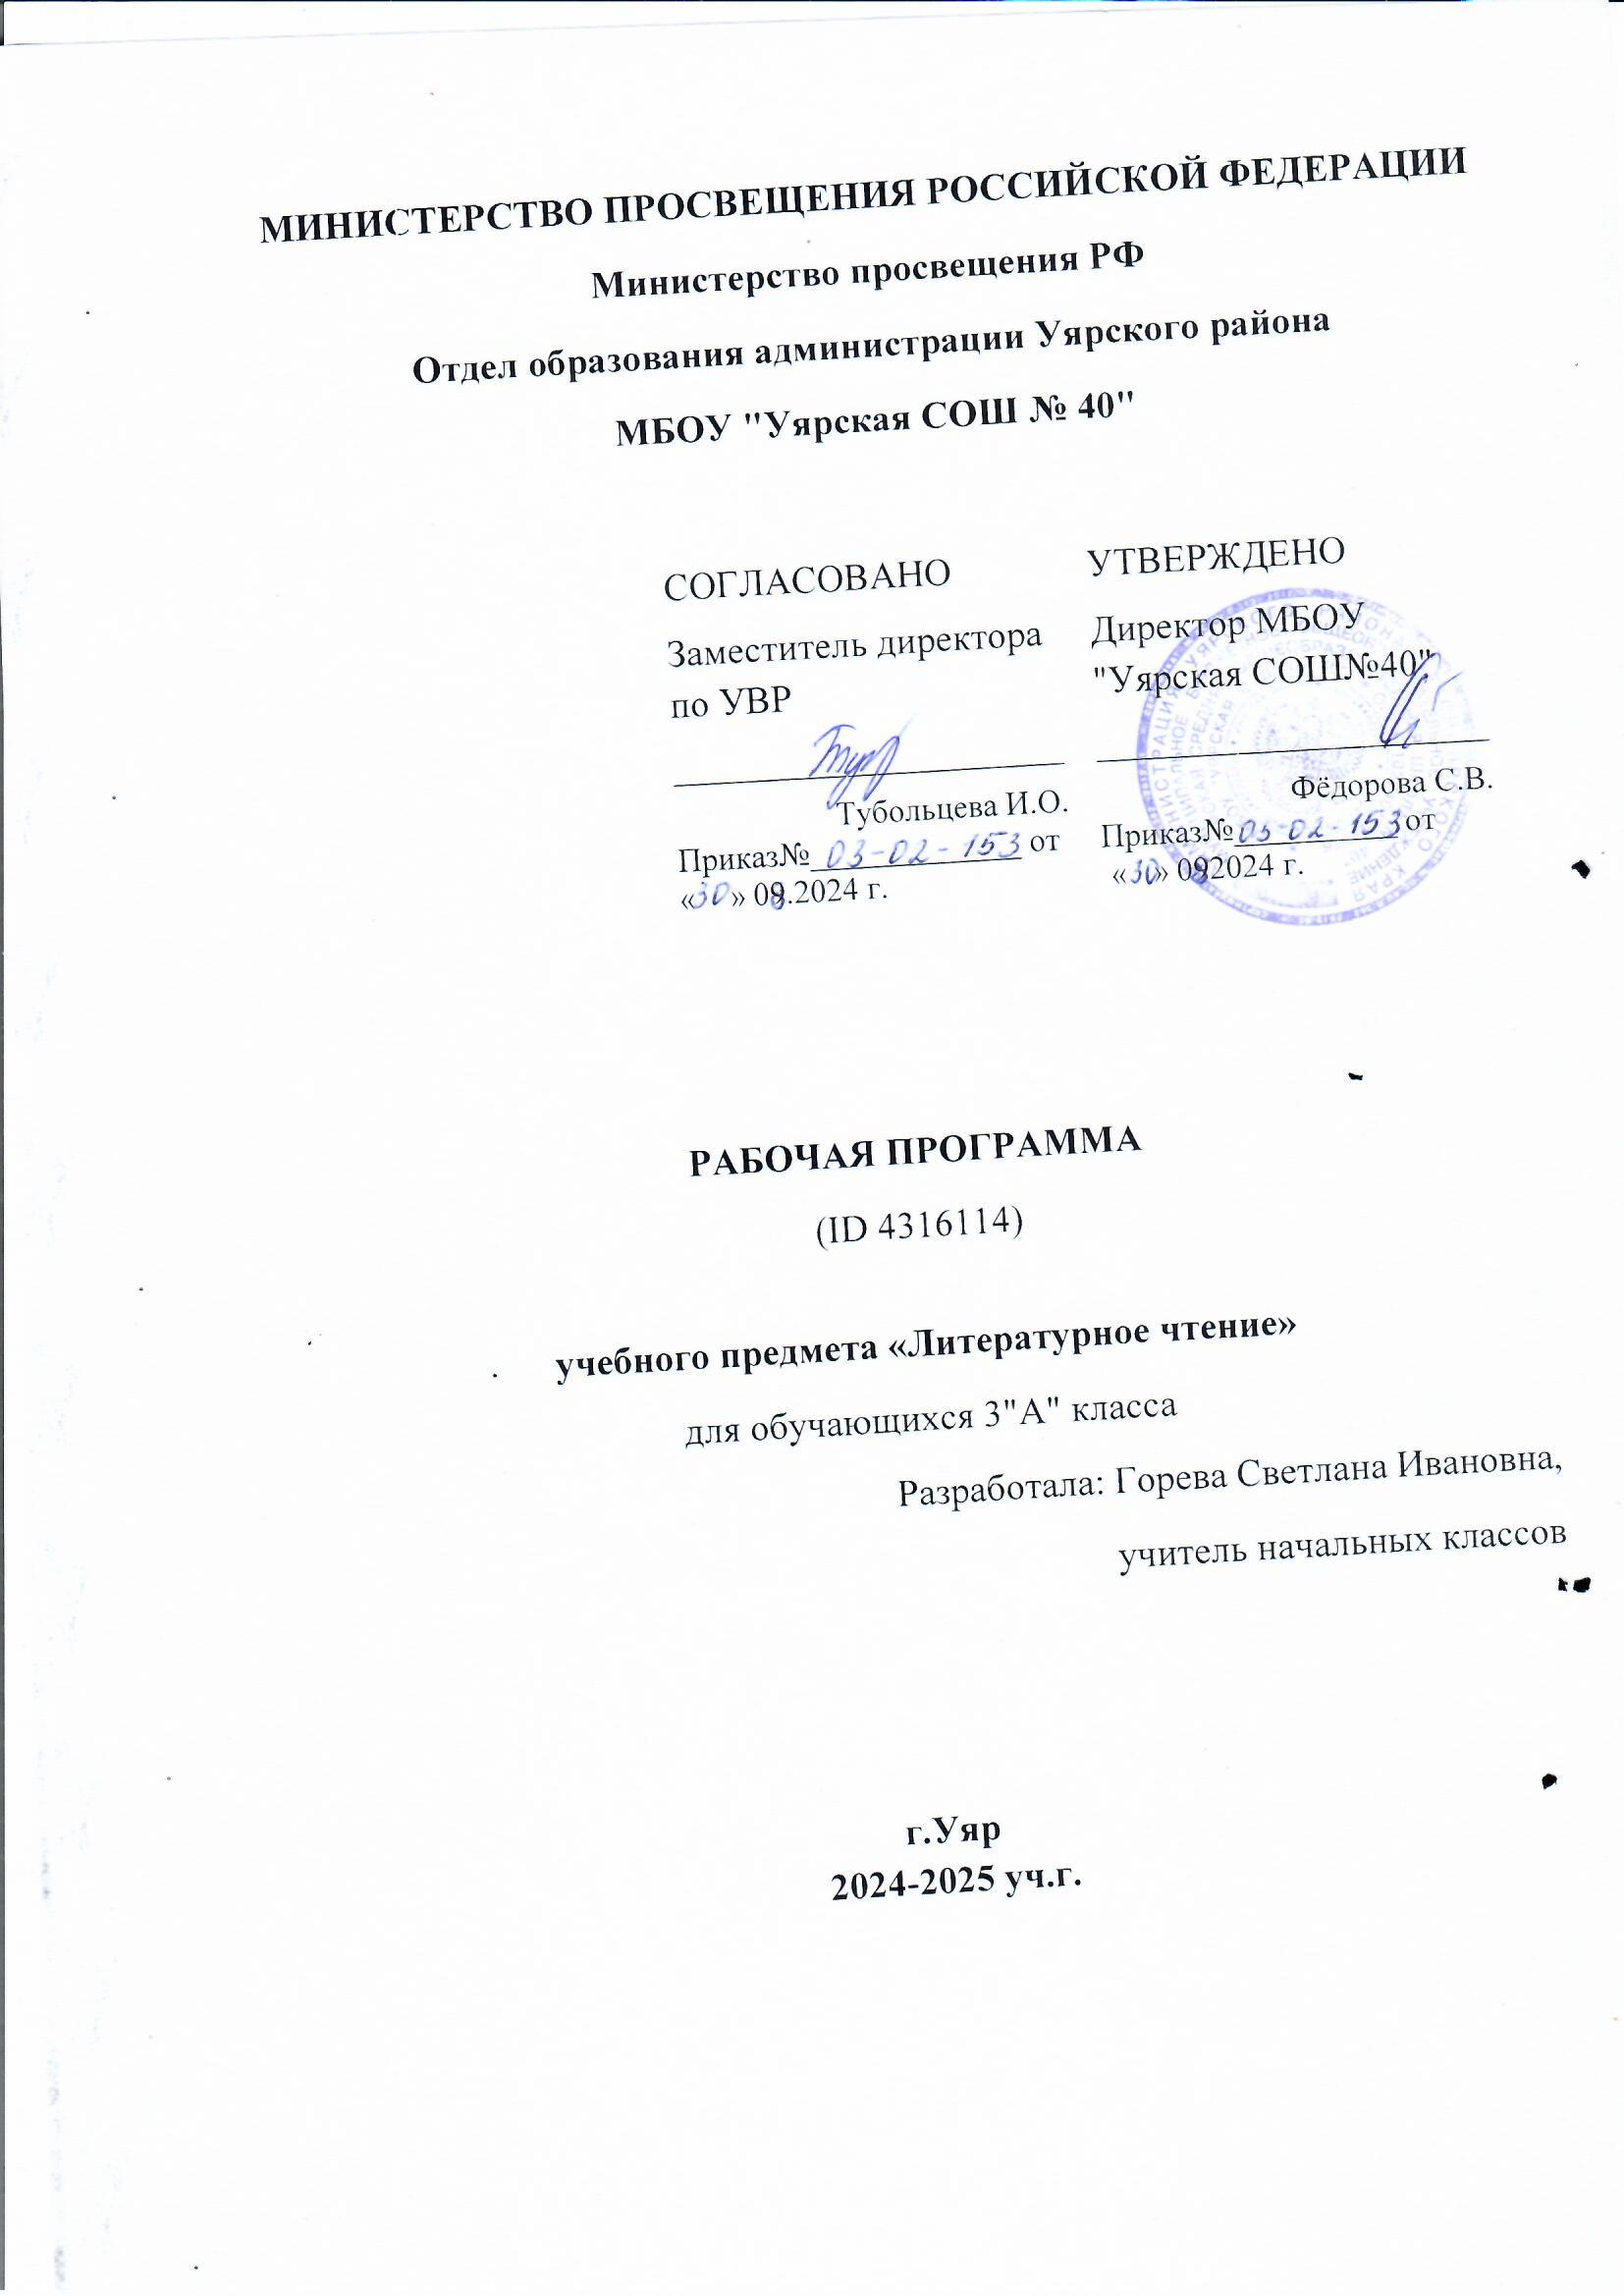 МИНИСТЕРСТВО ПРОСВЕЩЕНИЯ РОССИЙСКОЙ ФЕДЕРАЦИИ
Министерство просвещения РФ
Отдел образования администрации Уярского района
МБОУ "Уярская СОШ № 40"
СОГЛАСОВАНО
Заместитель директора
по УВР
Тубольцева И.О.
Приказ№ 03-02-153 от
«30» 08.2024 г.
УТВЕРЖДЕНО
Директор МБОУ
"Уярская СОШ№40"
Фёдорова С.В.
Приказ№ 03-02-153 от
«30» 082024 г.
РАБОЧАЯ ПРОГРАММА
(ID 4316114)
учебного предмета «Литературное чтение»
для обучающихся 3"А" класса
Разработала: Горева Светлана Ивановна,
учитель начальных классов
г.Уяр
2024-2025 уч.г.